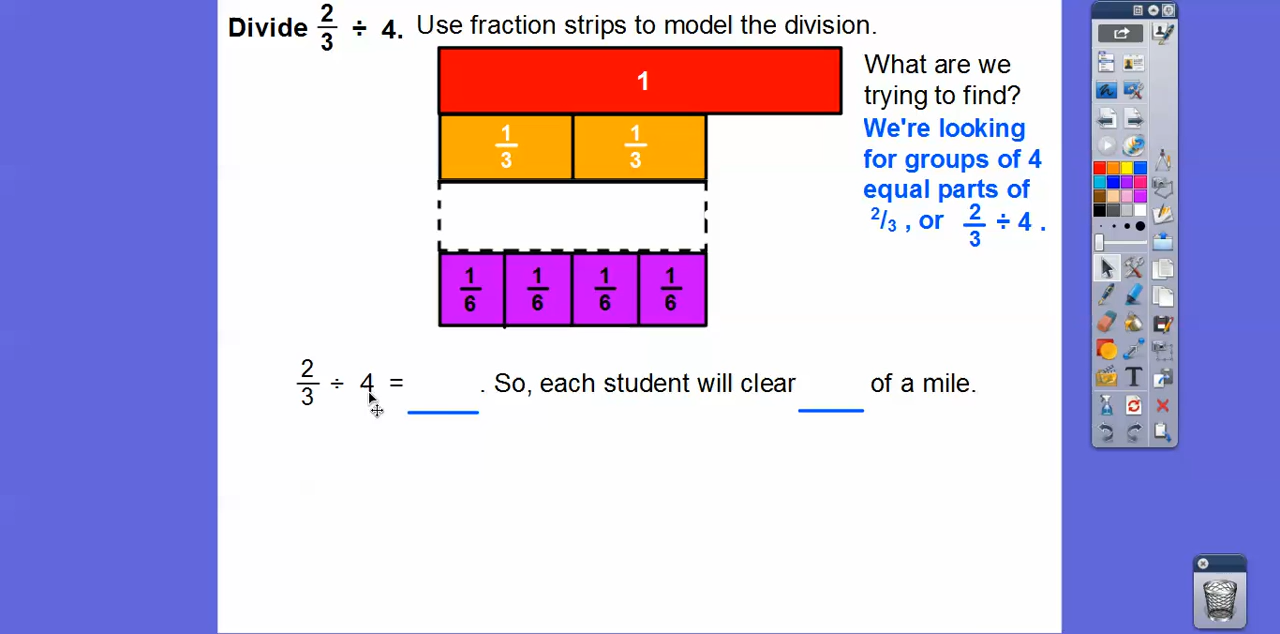 Divide 2/3 ÷ 4. Use fraction strips to model the division.
1
1/3 1/3
1/6 1/6 1/6 1/6
What are we
trying to find?
We're looking
for groups of 4
equal parts of
2/3, or 2/3 ÷ 4.
2/3 ÷ 4 = ____. So, each student will clear ____ of a mile.